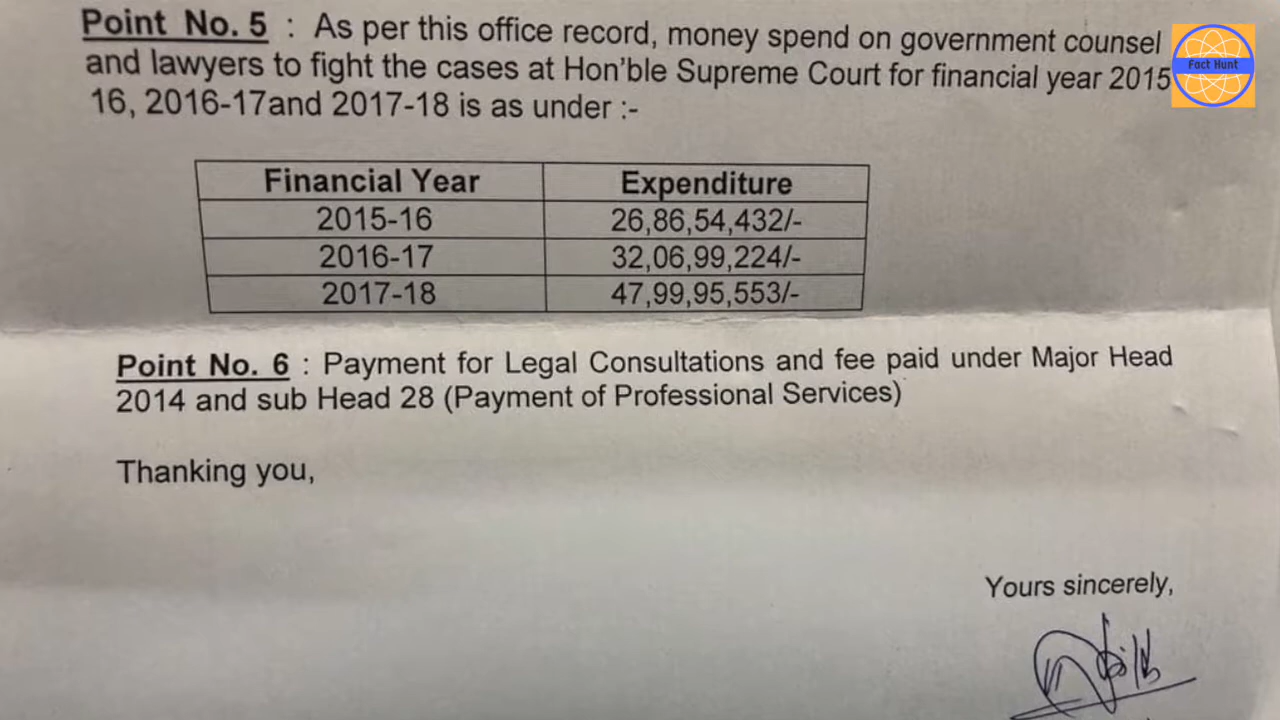 Point No. 5 : As per this office record, money spend on government counsel
and lawyers to fight the cases at Hon'ble Supreme Court for financial year 2015
16, 2016-17and 2017-18 is as under :-
Fact Hunt
Financial Year Expenditure
2015-16 26,86,54,432/-
2016-17 32,06,99,224/-
2017-18 47,99,95,553/-
Point No. 6 : Payment for Legal Consultations and fee paid under Major Head
2014 and sub Head 28 (Payment of Professional Services)
Thanking you,
Yours sincerely,